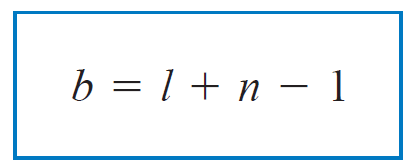 b = l + n − 1